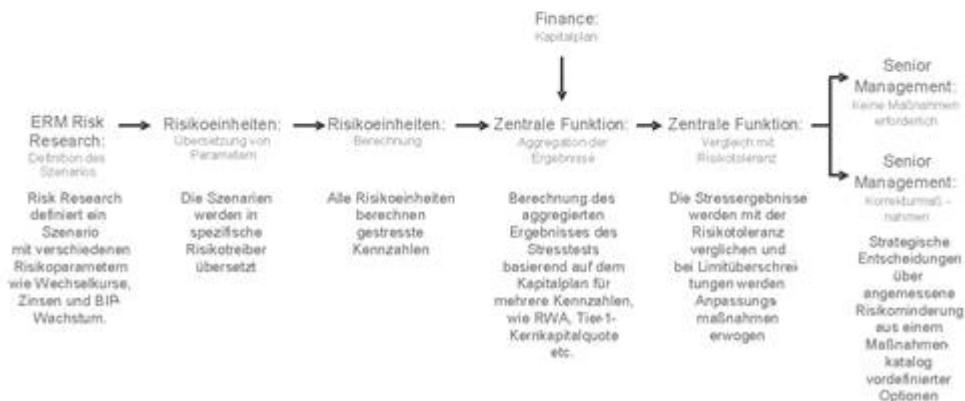 Finance:
Kapitalplan
ERM Risk
Research:
Definition des
Szenarios
Risikoeinheiten:
Übersetzung von
Parametern
Risikoeinheiten:
Berechnung
Zentrale Funktion:
Aggregation der
Ergebnisse
Zentrale Funktion:
Vergleich mit
Risikotoleranz
Senior
Management:
Keine Maßnahmen
erforderlich
Senior
Management:
Korrekturmaß -
nahmen
Risk Research
definiert ein
Szenario
mit verschiedenen
Risikoparametern
wie Wechselkurse,
Zinsen und BIP-
Wachstum.
Die Szenarien
werden in
spezifische
Risikotreiber
übersetzt
Alle Risikoeinheiten
berechnen
gestresste
Kennzahlen
Berechnung des
aggregierten
Ergebnisses des
Stresstests
basierend auf dem
Kapitalplan für
mehrere Kennzahlen,
wie RWA, Tier-1-
Kernkapitalquote
etc.
Die Stressergebnisse
werden mit der
Risikotoleranz
verglichen und
bei Limitüberschrei
tungen werden
Anpassungs
maßnahmen
erwogen
Strategische
Entscheidungen
über
angemessene
Risikominderung
aus einem
Maßnahmen
katalog
vordefinierter
Optionen